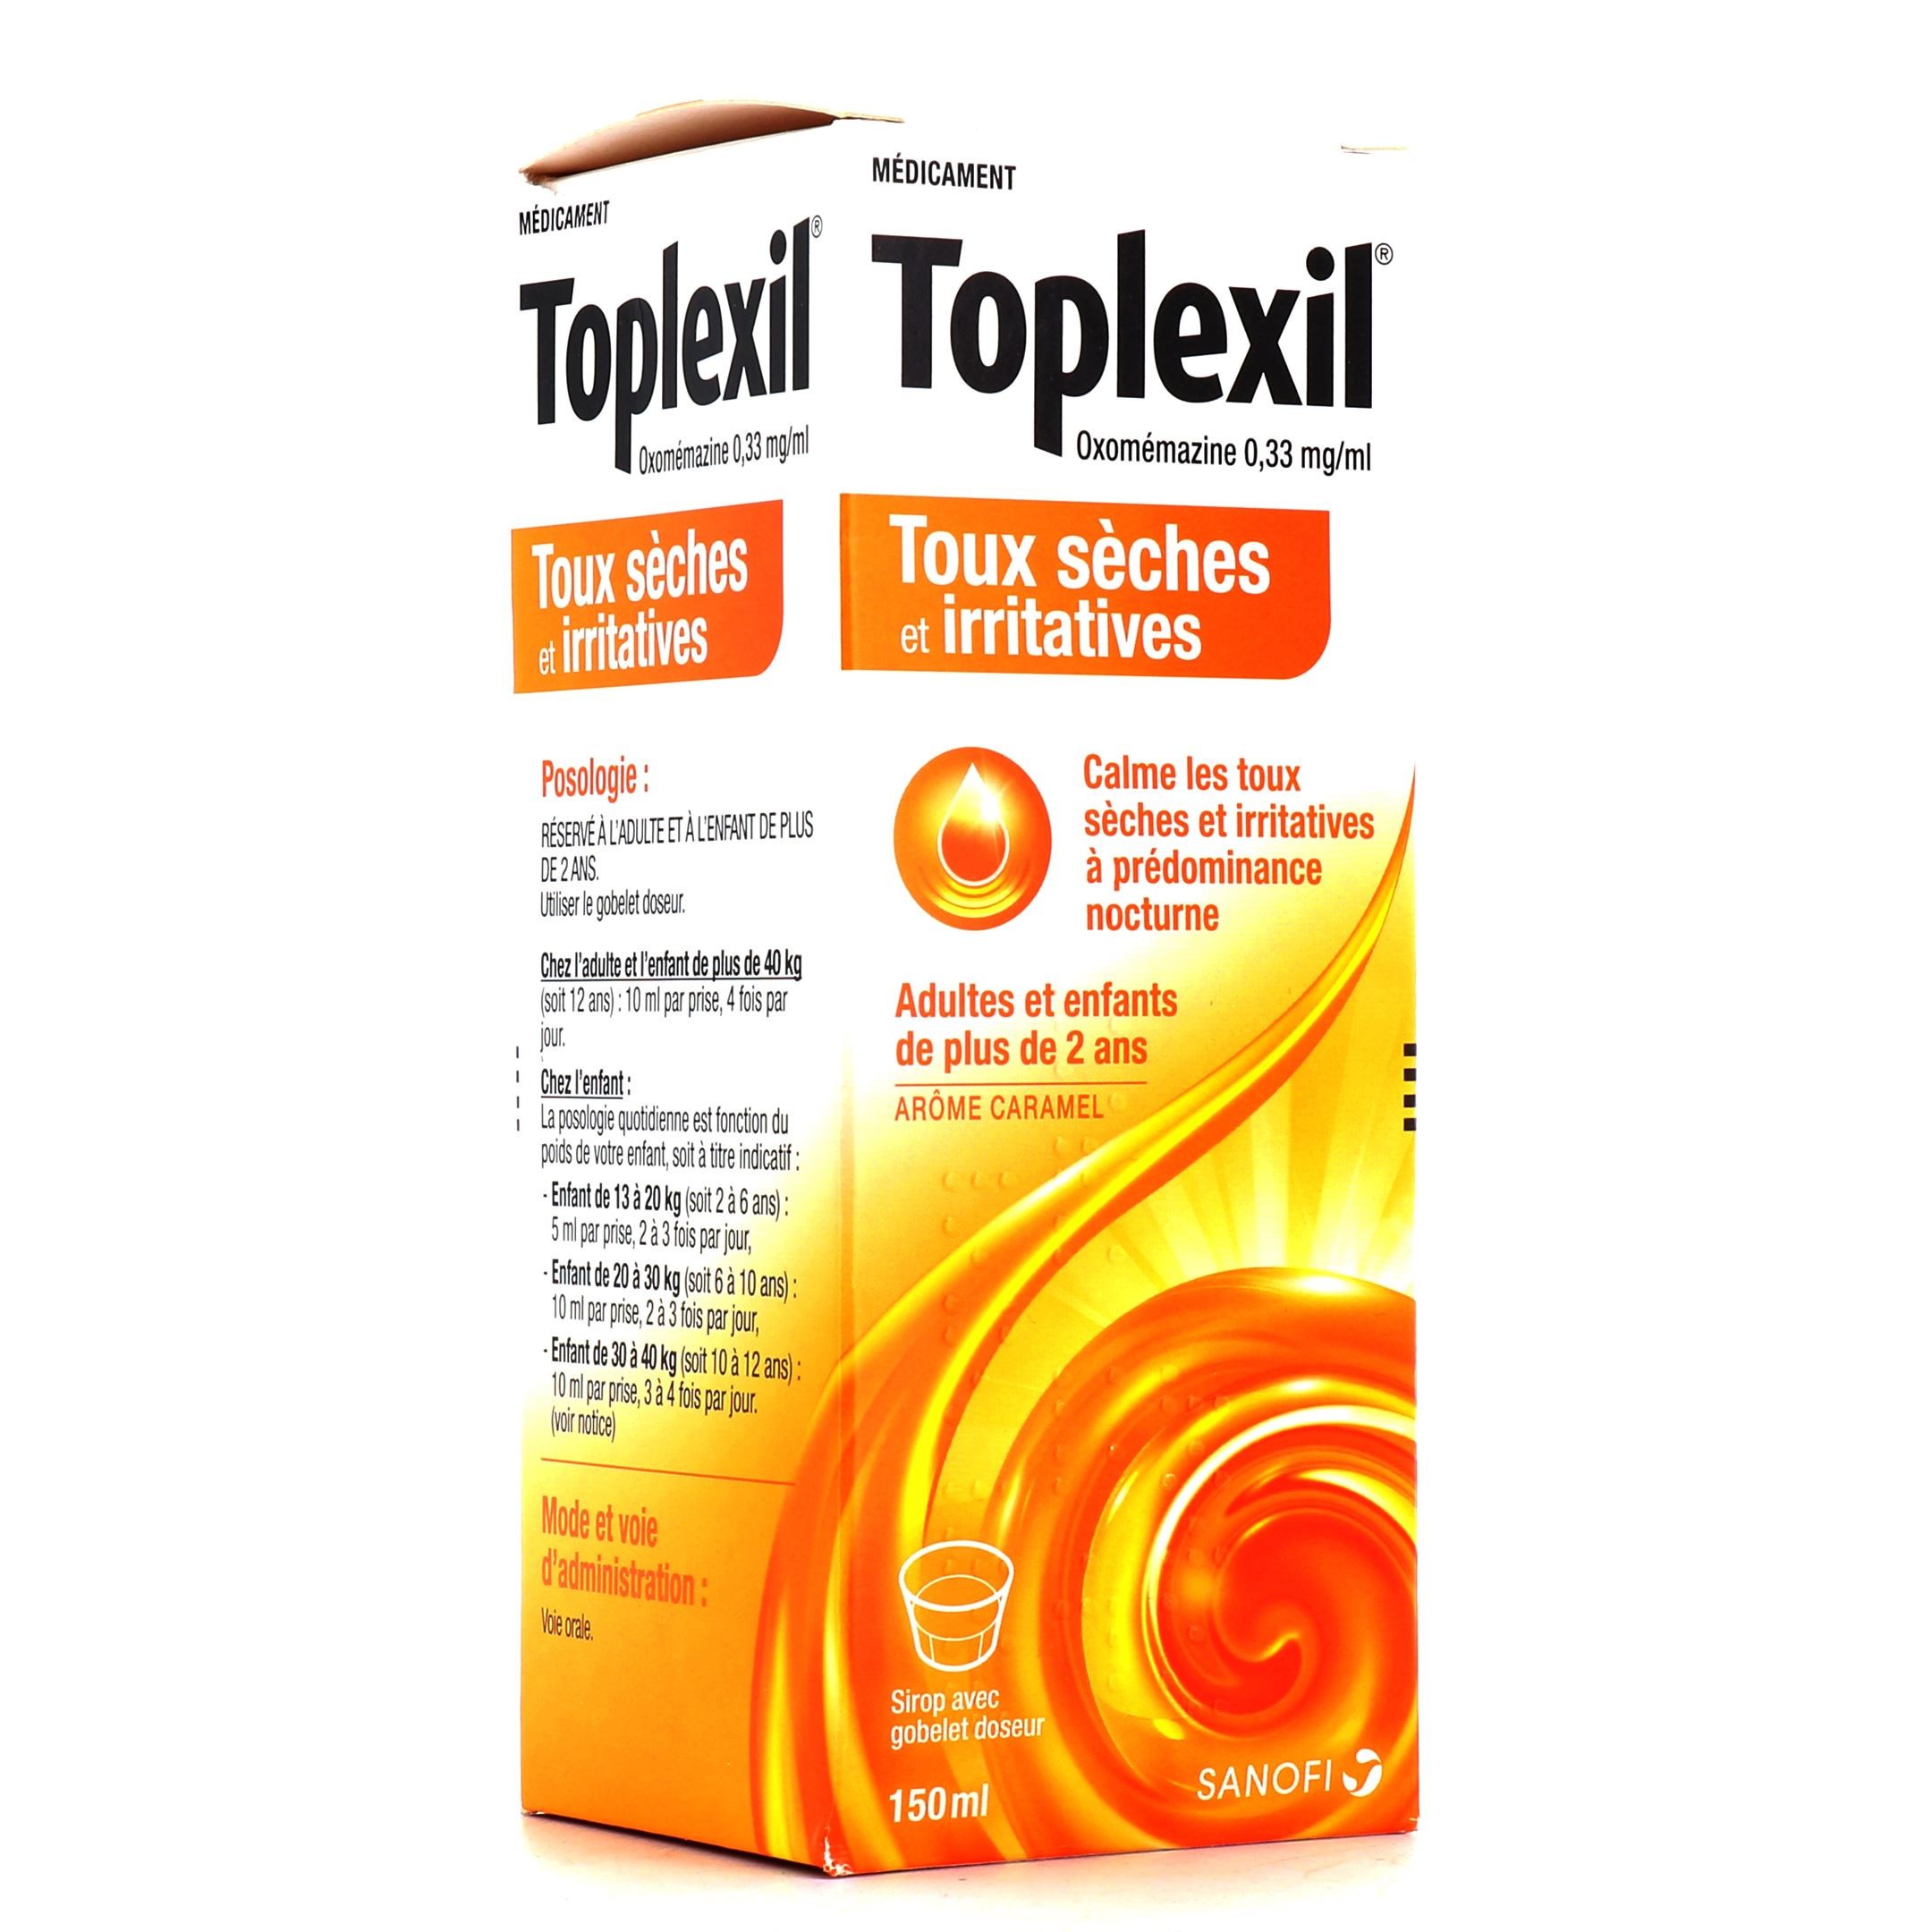 MÉDICAMENT
Toplexil®
Oxomémazine 0,33 mg/ml
Toux sèches
et irritatives
Posologie :
RÉSERVÉ À L'ADULTE ET À L'ENFANT DE PLUS
DE 2 ANS.
Utiliser le gobelet doseur.
Chez l'adulte et l'enfant de plus de 40 kg
(soit 12 ans) : 10 ml par prise, 4 fois par
jour.
Chez l'enfant :
La posologie quotidienne est fonction du
poids de votre enfant, soit à titre indicatif :
- Enfant de 13 à 20 kg (soit 2 à 6 ans) :
5 ml par prise, 2 à 3 fois par jour,
- Enfant de 20 à 30 kg (soit 6 à 10 ans) :
10 ml par prise, 2 à 3 fois par jour,
- Enfant de 30 à 40 kg (soit 10 à 12 ans) :
10 ml par prise, 3 à 4 fois par jour.
(voir notice)
Mode et voie
d'administration :
Voie orale.
MÉDICAMENT
Toplexil®
Oxomémazine 0,33 mg/ml
Toux sèches
et irritatives
Calme les toux
sèches et irritatives
à prédominance
nocturne
Adultes et enfants
de plus de 2 ans
ARÔME CARAMEL
Sirop avec
gobelet doseur
150 ml
SANOFI